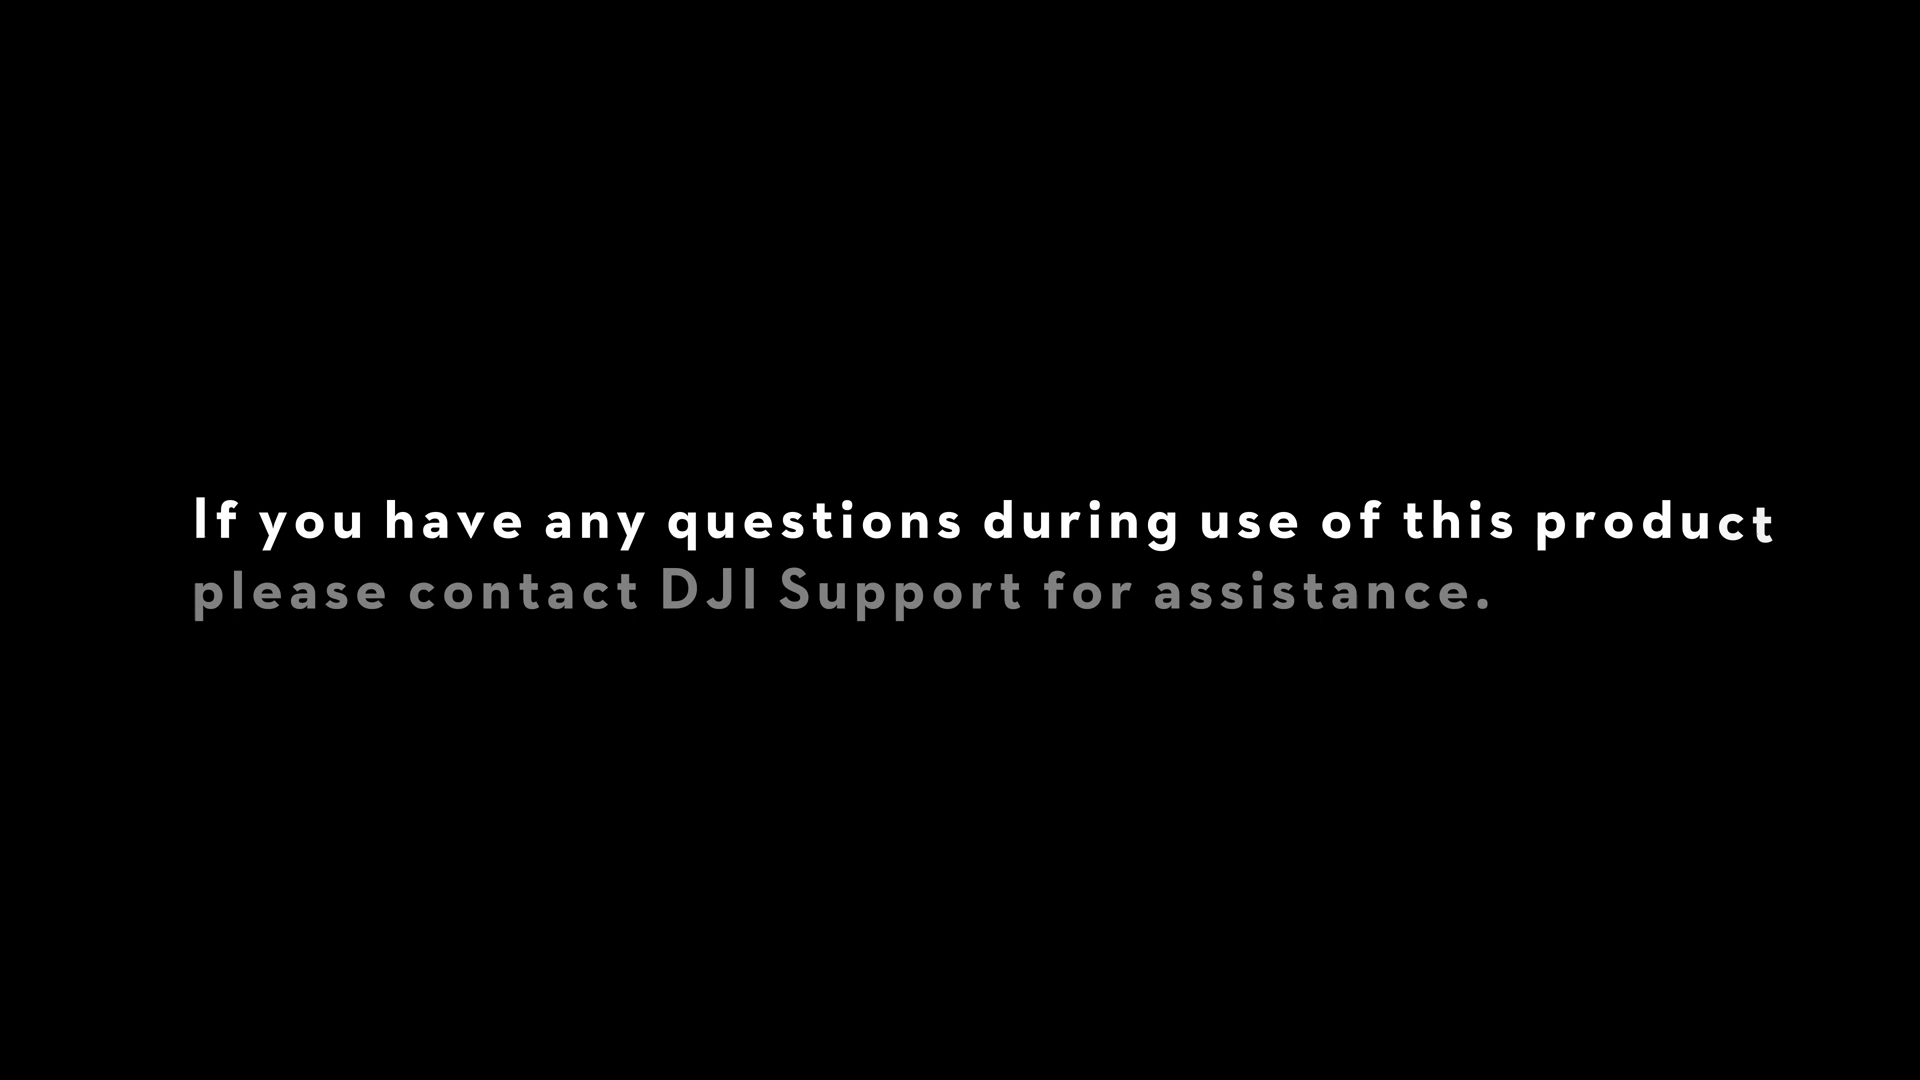 If you have any questions during use of this product
please contact DJI Support for assistance.